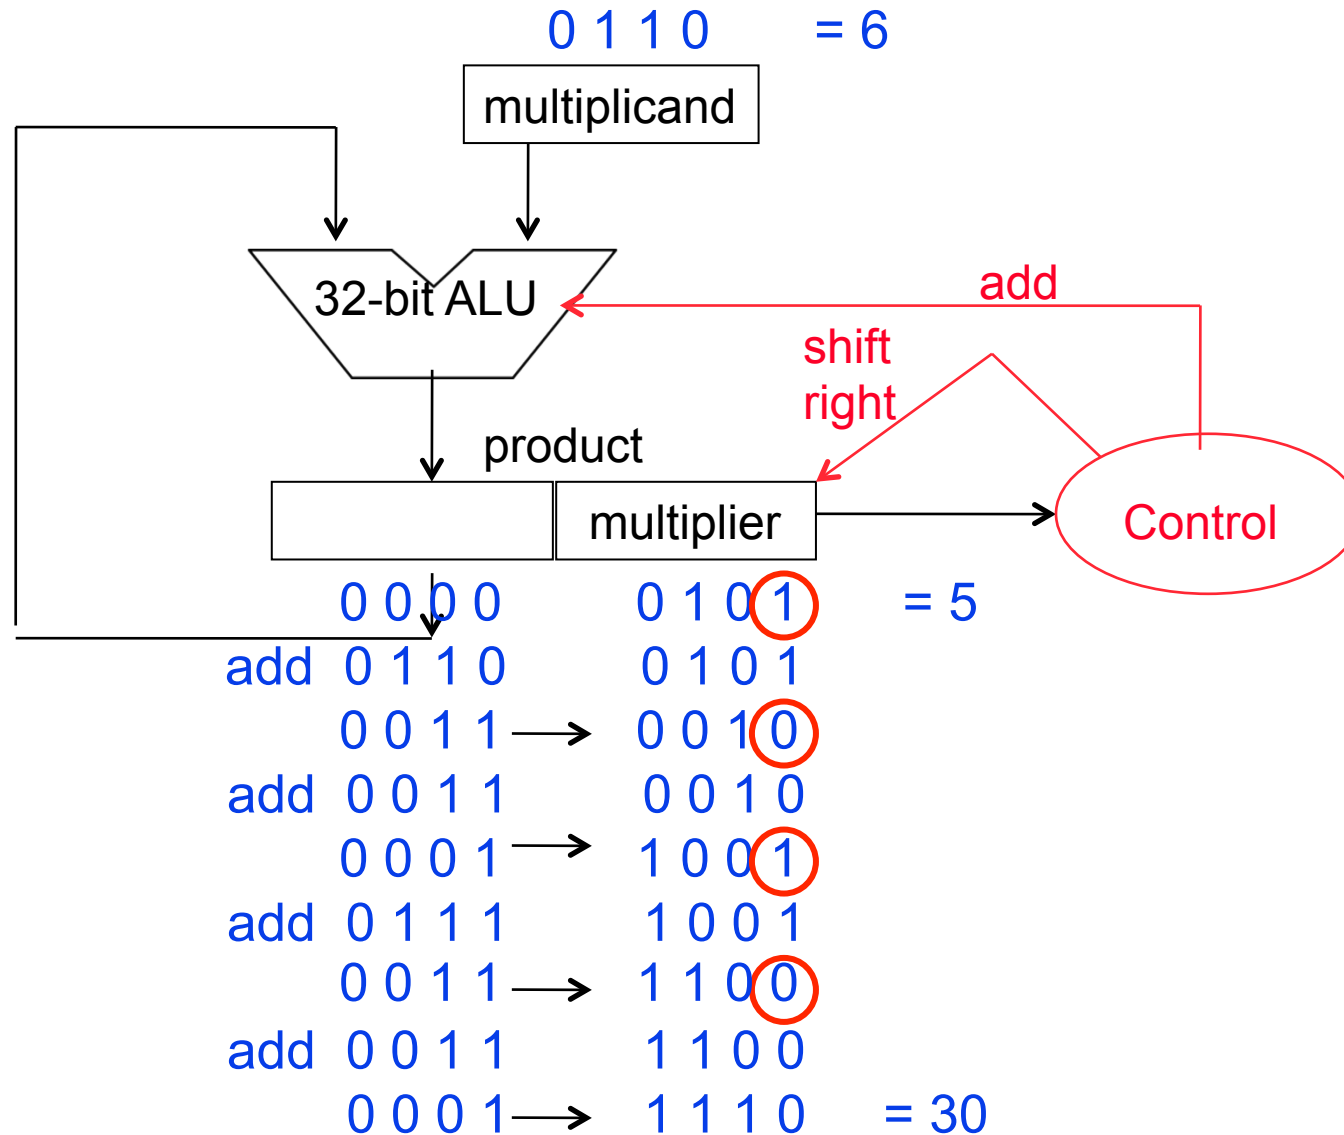 0 1 1 0 = 6
multiplicand
32-bit ALU
add
shift
right
product
multiplier
Control
0 0 0 0 0 1 0 1 = 5
add 0 1 1 0 0 1 0 1
0 0 1 1 0 0 1 0
add 0 0 1 1 0 0 1 0
0 0 0 1 1 0 0 1
add 0 1 1 1 1 0 0 1
0 0 1 1 1 1 0 0
add 0 0 1 1 1 1 0 0
0 0 0 1 1 1 1 0 = 30